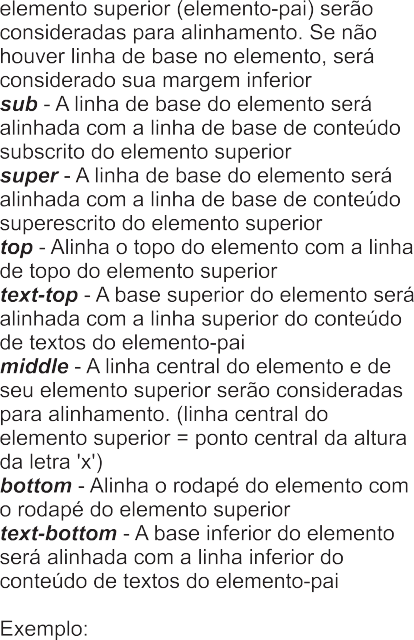 elemento superior (elemento-pai) serão
consideradas para alinhamento. Se não
houver linha de base no elemento, será
considerado sua margem inferior
sub - A linha de base do elemento será
alinhada com a linha de base de conteúdo
subscrito do elemento superior
super - A linha de base do elemento será
alinhada com a linha de base de conteúdo
superescrito do elemento superior
top - Alinha o topo do elemento com a linha
de topo do elemento superior
text-top - A base superior do elemento será
alinhada com a linha superior do conteúdo
de textos do elemento-pai
middle - A linha central do elemento e de
seu elemento superior serão consideradas
para alinhamento. (linha central do
elemento superior = ponto central da altura
da letra 'x')
bottom - Alinha o rodapé do elemento com
o rodapé do elemento superior
text-bottom - A base inferior do elemento
será alinhada com a linha inferior do
conteúdo de textos do elemento-pai
Exemplo: